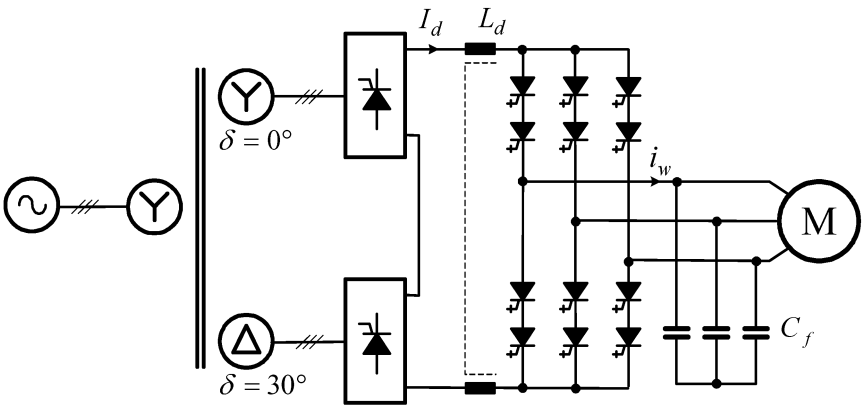 I_d
L_d
δ = 0°
i_w
M
C_f
δ = 30°